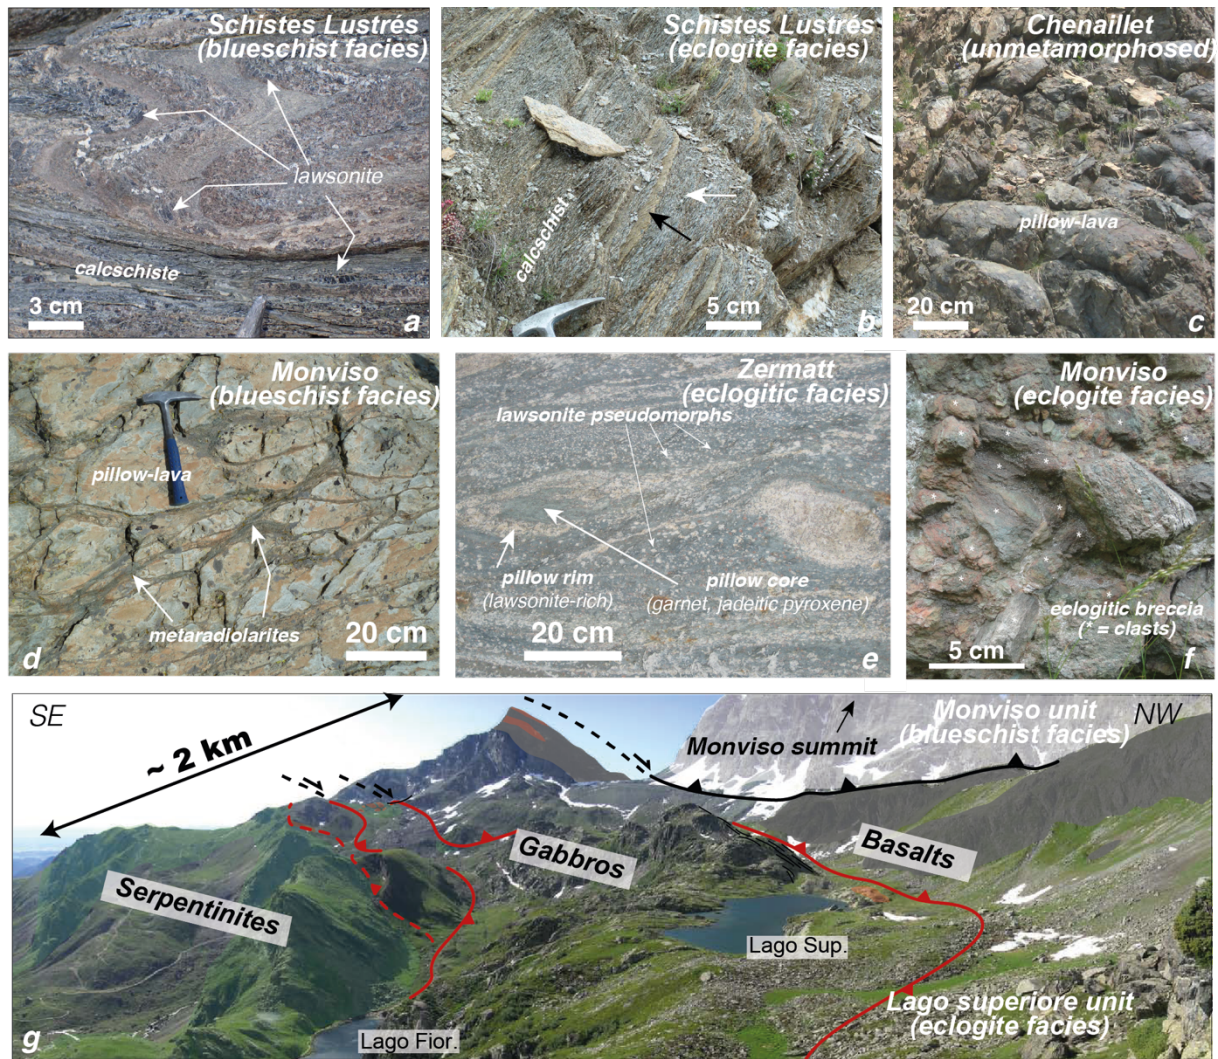 Schistes Lustrés
(blueschist facies)
lawsonite
calcschiste
3 cm
a
Schistes Lustrés
(eclogite facies)
calcschist
5 cm
b
Chenaillet
(unmetamorphosed)
pillow-lava
20 cm
c
Monviso
(blueschist facies)
pillow-lava
metaradiolarites
20 cm
d
Zermatt
(eclogitic facies)
lawsonite pseudomorphs
pillow rim
(lawsonite-rich)
pillow core
(garnet, jadeitic pyroxene)
20 cm
e
Monviso
(eclogite facies)
eclogitic breccia
(* = clasts)
5 cm
f
SE
NW
~ 2 km
Monviso unit
(blueschist facies)
Monviso summit
Serpentinites
Gabbros
Basalts
Lago Sup.
Lago Fior.
Lago superiore unit
(eclogite facies)
g